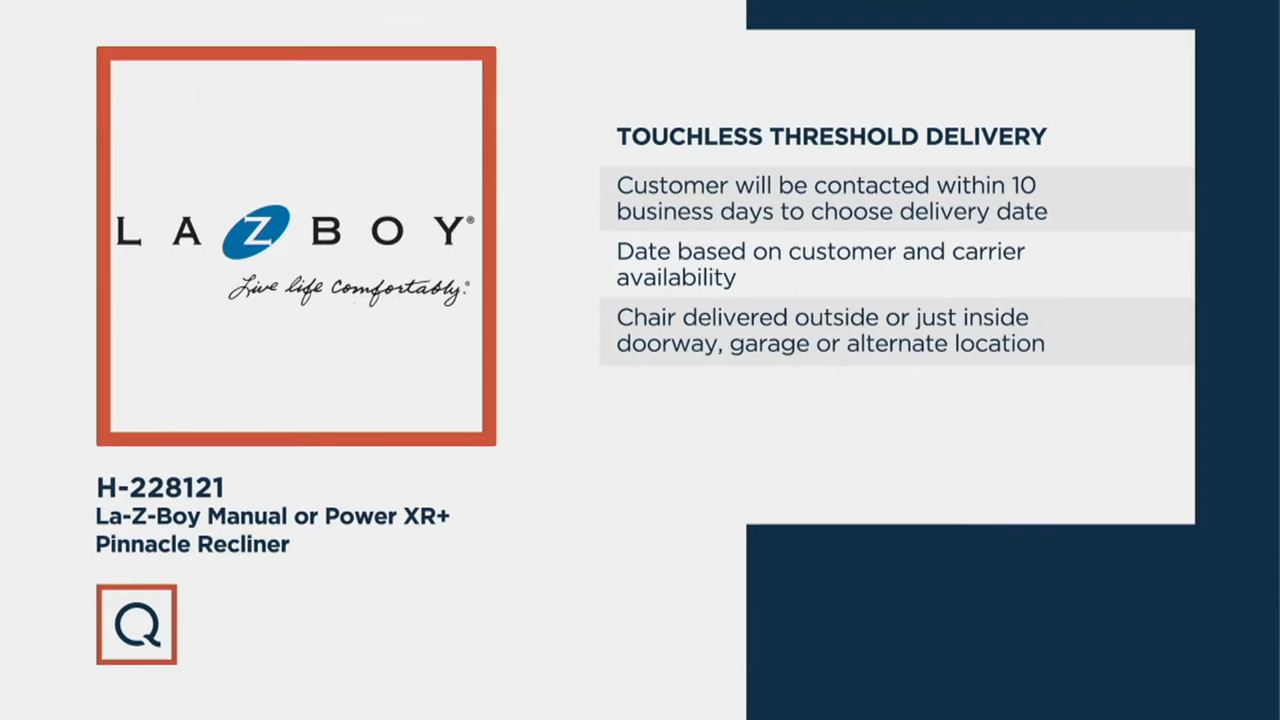 LA Z BOY®
Live life comfortably.®
H-228121
La-Z-Boy Manual or Power XR+
Pinnacle Recliner
Q
TOUCHLESS THRESHOLD DELIVERY
Customer will be contacted within 10
business days to choose delivery date
Date based on customer and carrier
availability
Chair delivered outside or just inside
doorway, garage or alternate location